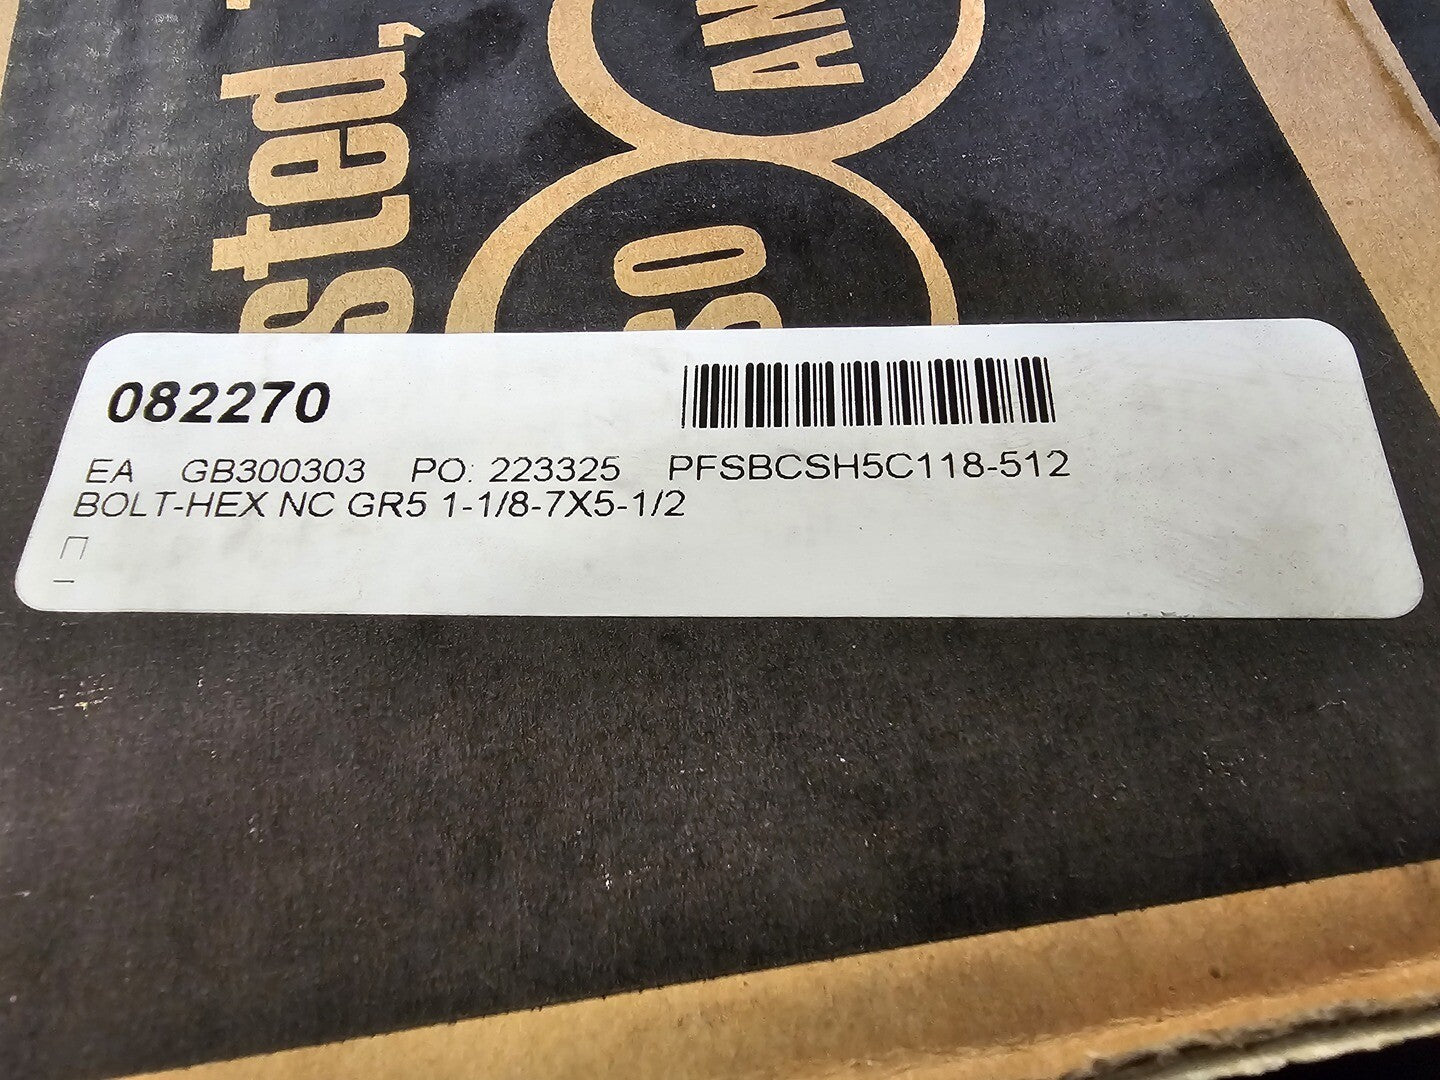 sted,
AN
SO
082270
EA GB300303 PO: 223325 PFSBCSH5C118-512
BOLT-HEX NC GR5 1-1/8-7X5-1/2